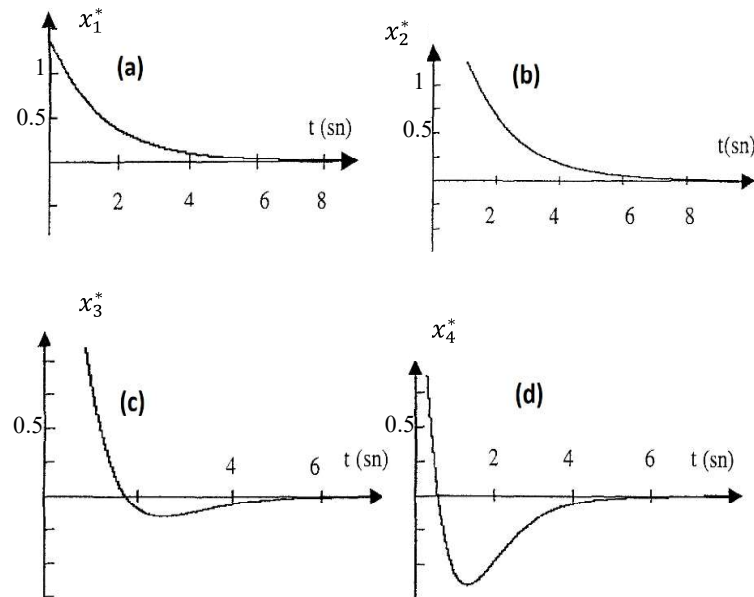 x₁*
(a)
1
0.5
t (sn)
2 4 6 8
x₂*
(b)
1
0.5
t(sn)
2 4 6 8
x₃*
(c)
0.5
4 6 t (sn)
x₄*
(d)
0.5
2 4 6 t (sn)